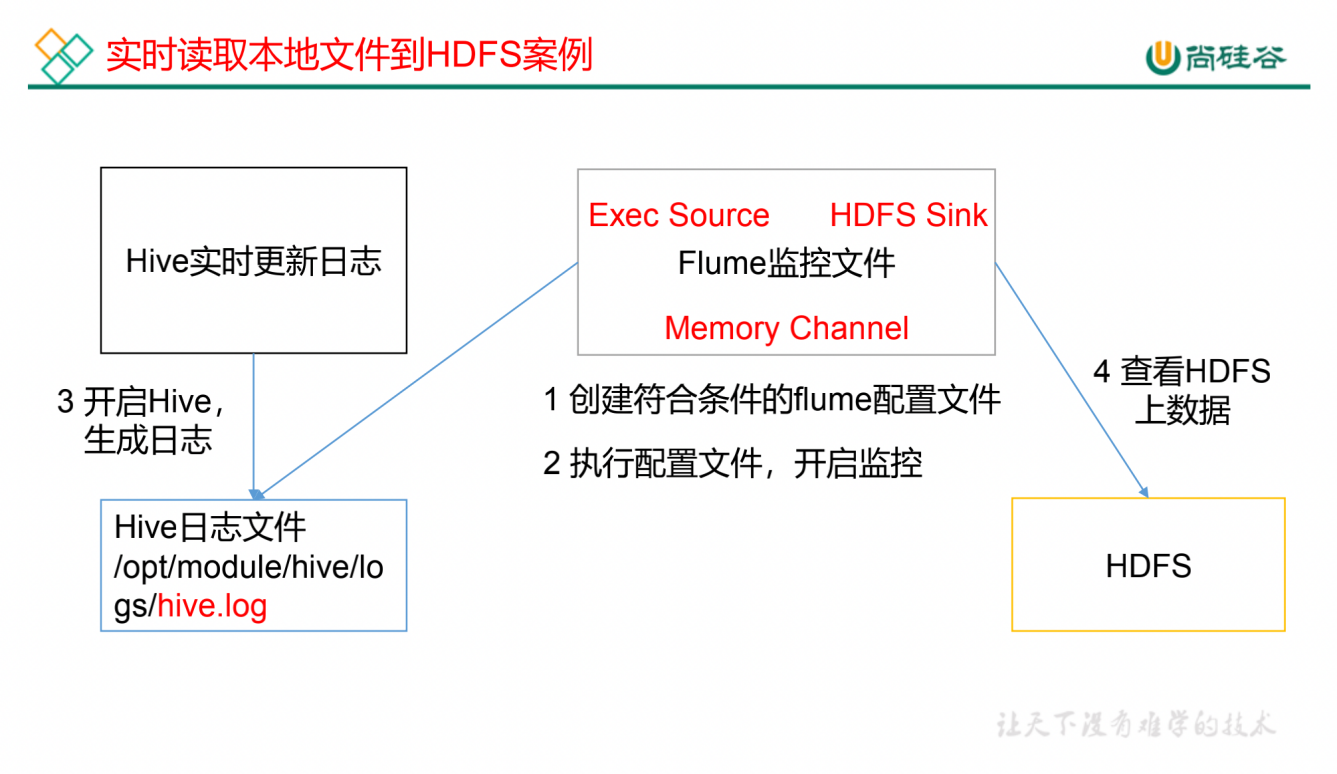 实时读取本地文件到HDFS案例
尚硅谷
Hive实时更新日志
Exec Source
HDFS Sink
Flume监控文件
Memory Channel
3 开启Hive，
生成日志
1 创建符合条件的flume配置文件
2 执行配置文件，开启监控
4 查看HDFS
上数据
Hive日志文件
/opt/module/hive/lo
gs/hive.log
HDFS
让天下没有难学的技术